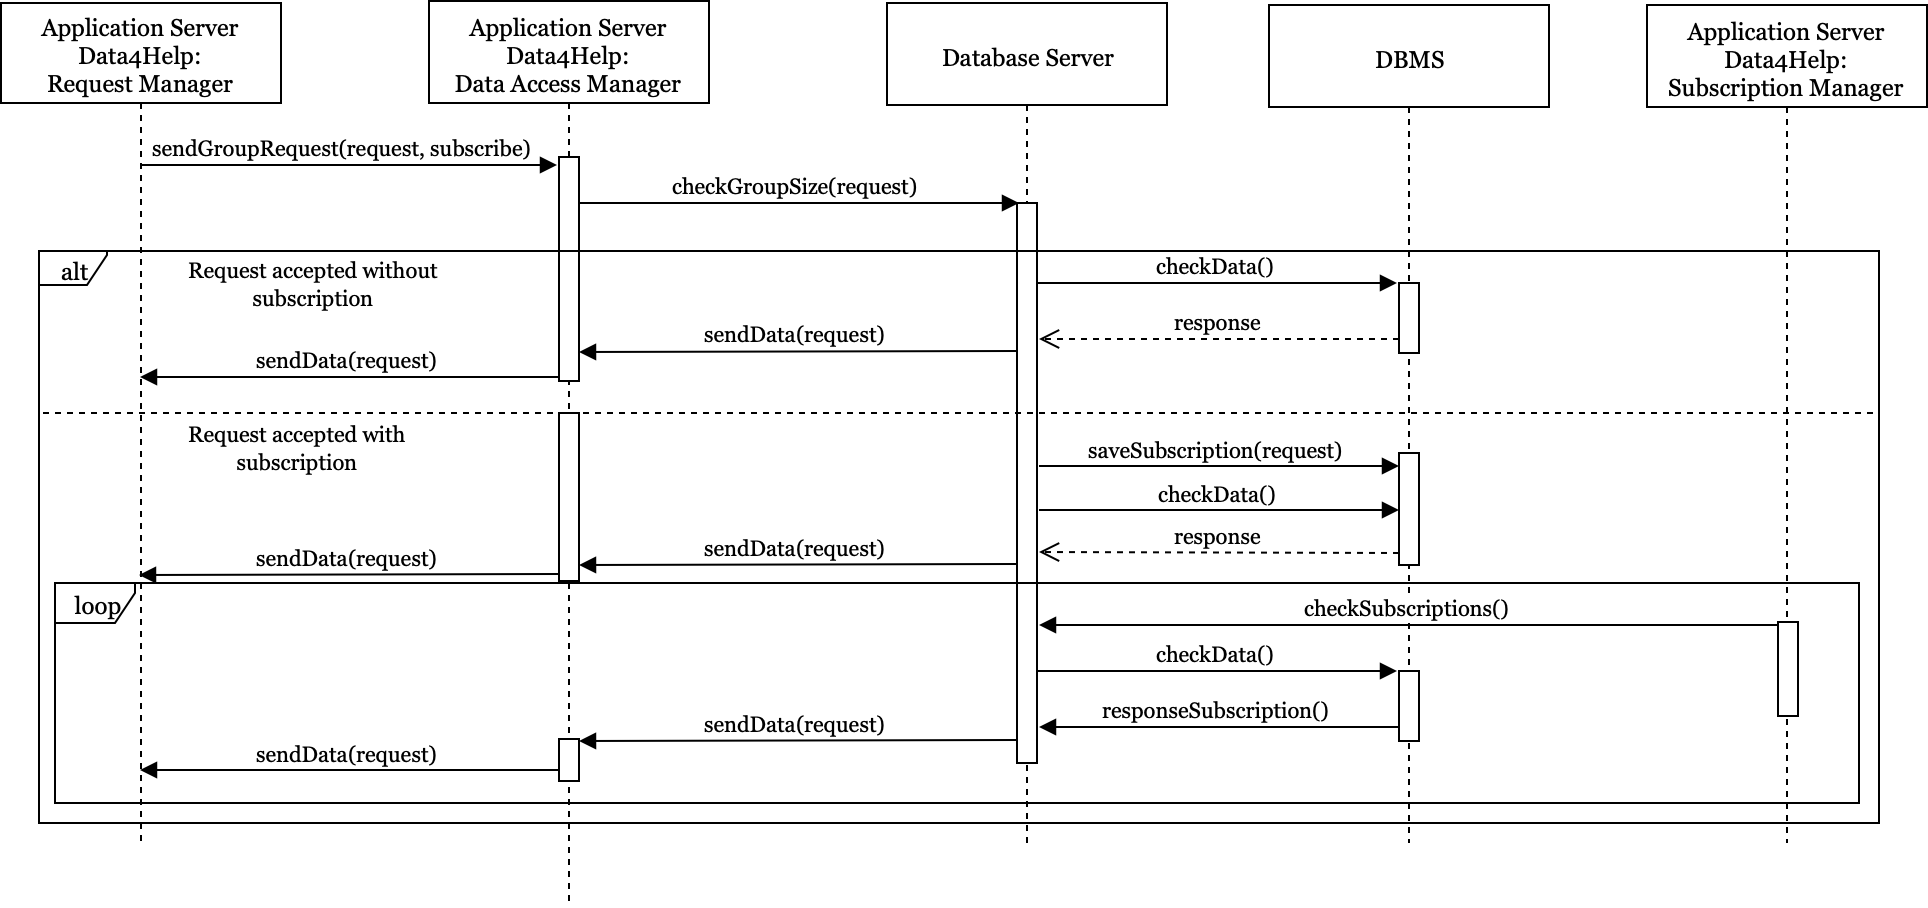 Application Server
Data4Help:
Request Manager
Application Server
Data4Help:
Data Access Manager
Database Server
DBMS
Application Server
Data4Help:
Subscription Manager
sendGroupRequest(request, subscribe)
checkGroupSize(request)
alt
Request accepted without
subscription
checkData()
response
sendData(request)
sendData(request)
Request accepted with
subscription
saveSubscription(request)
checkData()
response
sendData(request)
sendData(request)
loop
checkSubscriptions()
checkData()
responseSubscription()
sendData(request)
sendData(request)